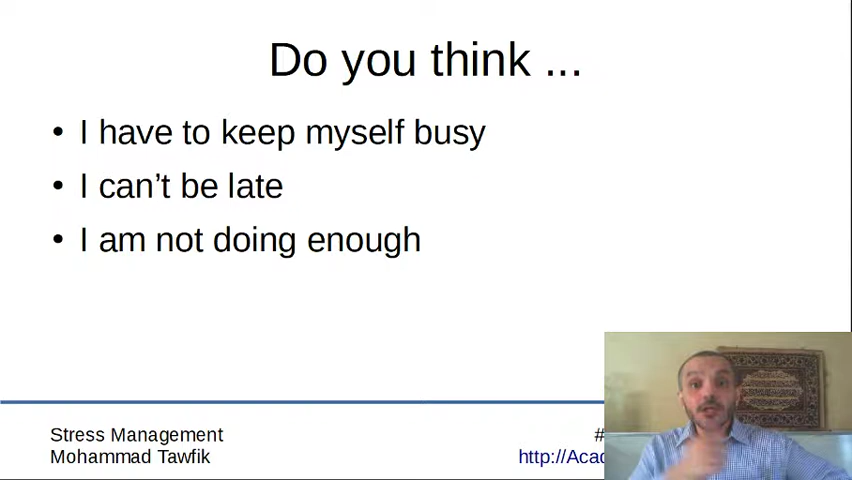 Do you think ...
• I have to keep myself busy
• I can’t be late
• I am not doing enough
Stress Management
Mohammad Tawfik
#
http://Acad